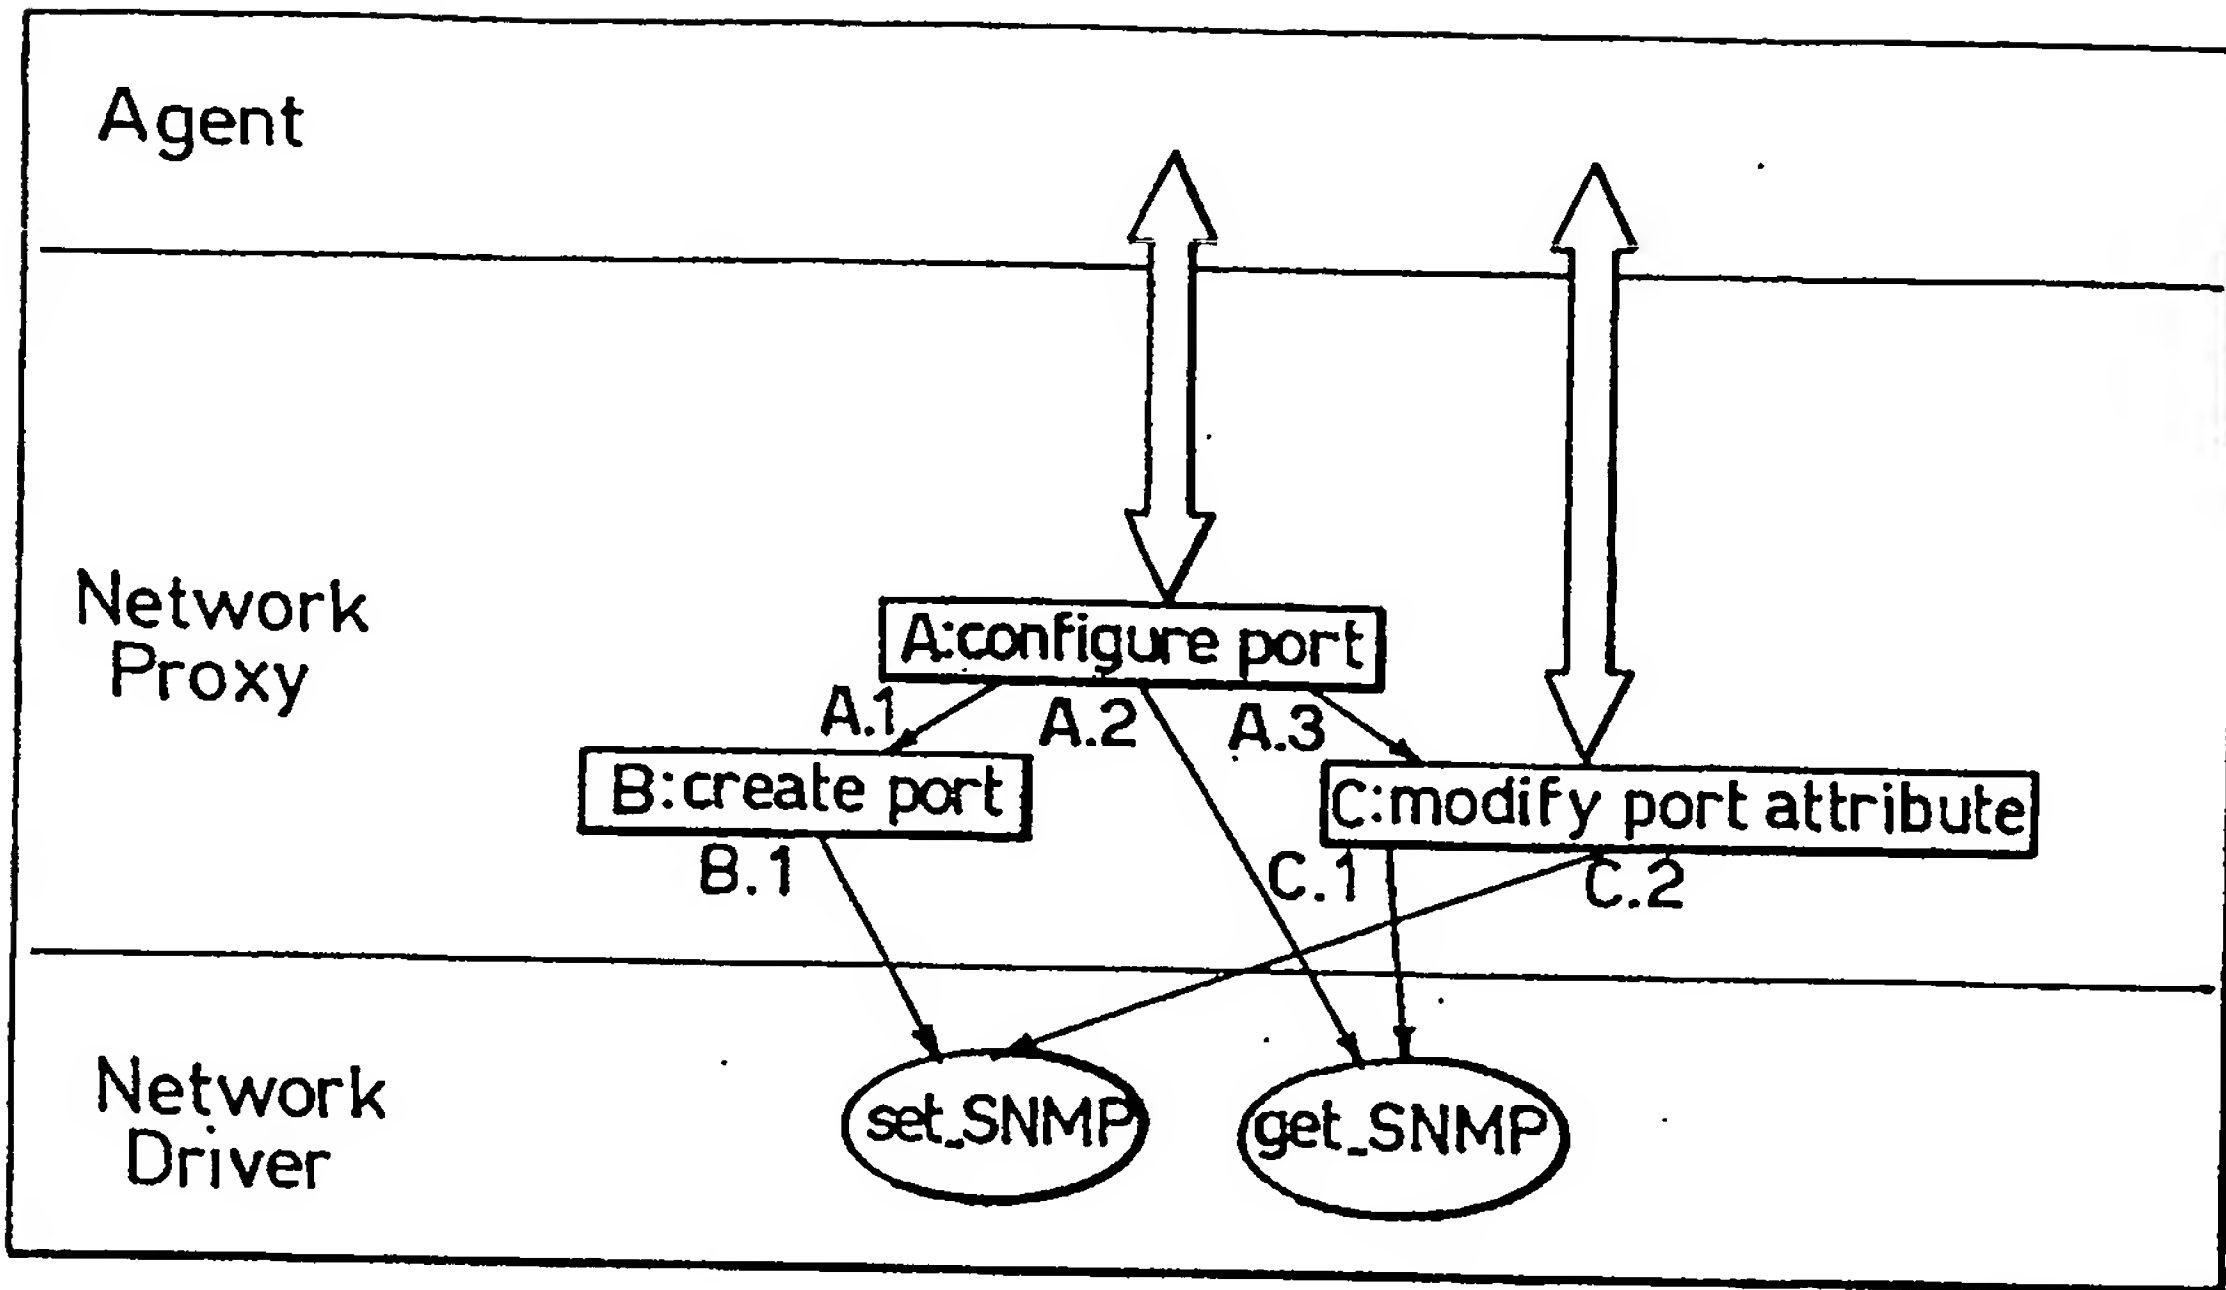 Agent
Network
Proxy
A:configure port
A.1
A.2
A.3
B:create port
C:modify port attribute
B.1
C.1
C.2
Network
Driver
set_SNMP
get_SNMP